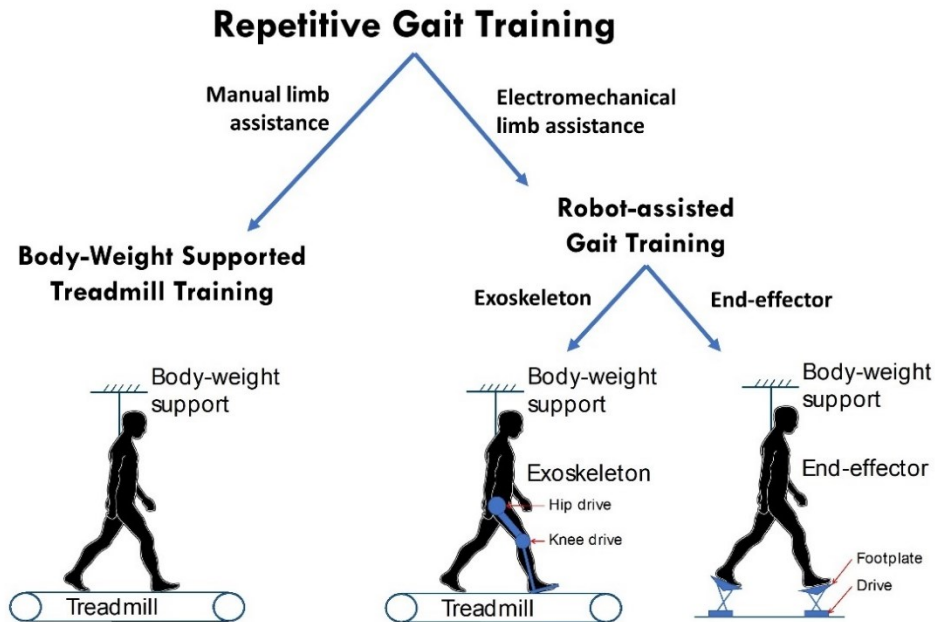 Repetitive Gait Training
Manual limb
assistance
Electromechanical
limb assistance
Robot-assisted
Gait Training
Body-Weight Supported
Treadmill Training
Exoskeleton
End-effector
Body-weight
support
Treadmill
Body-weight
support
Exoskeleton
Hip drive
Knee drive
Treadmill
Body-weight
support
End-effector
Footplate
Drive